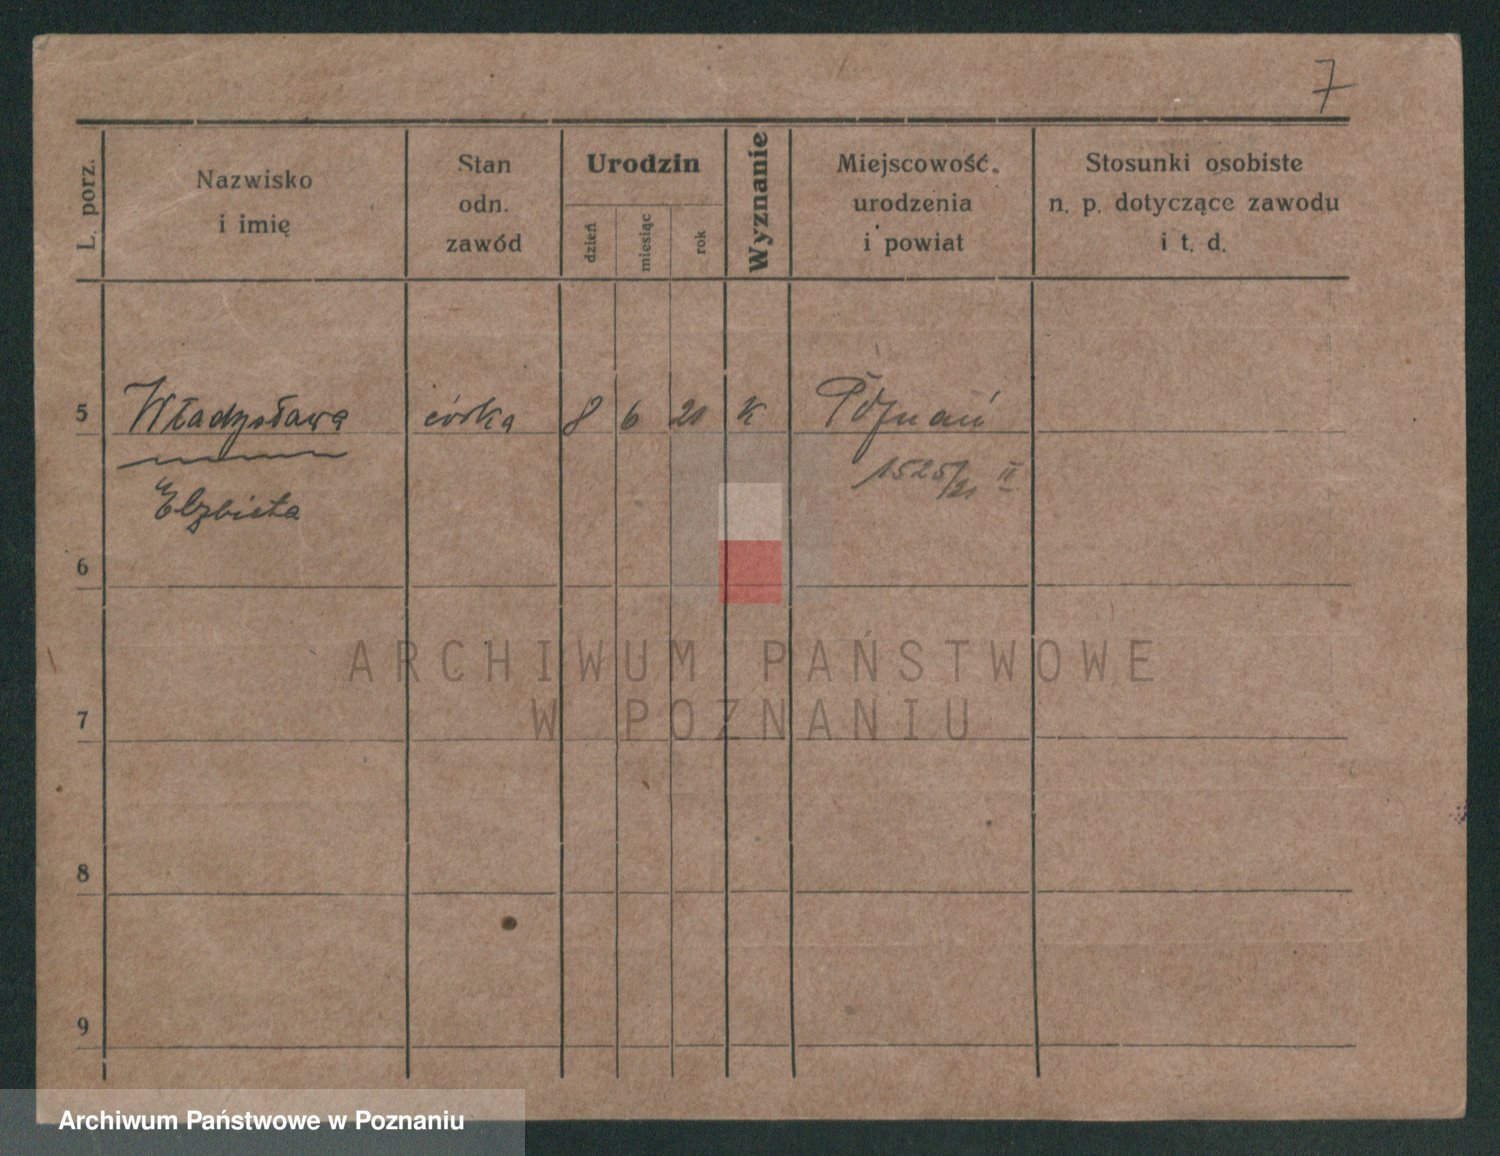 7
L. porz.
Nazwisko
i imię
Stan
odn.
zawód
Urodzin
dzień
miesiąc
rok
Wyznanie
Miejscowość.
urodzenia
i powiat
Stosunki osobiste
n. p. dotyczące zawodu
i t. d.
5 Władysława córka 8 6 21 K Poznań
1525/21 IV
Elzbieta
6
ARCHIWUM PAŃSTWOWE
W POZNANIU
7
8
9
Archiwum Państwowe w Poznaniu